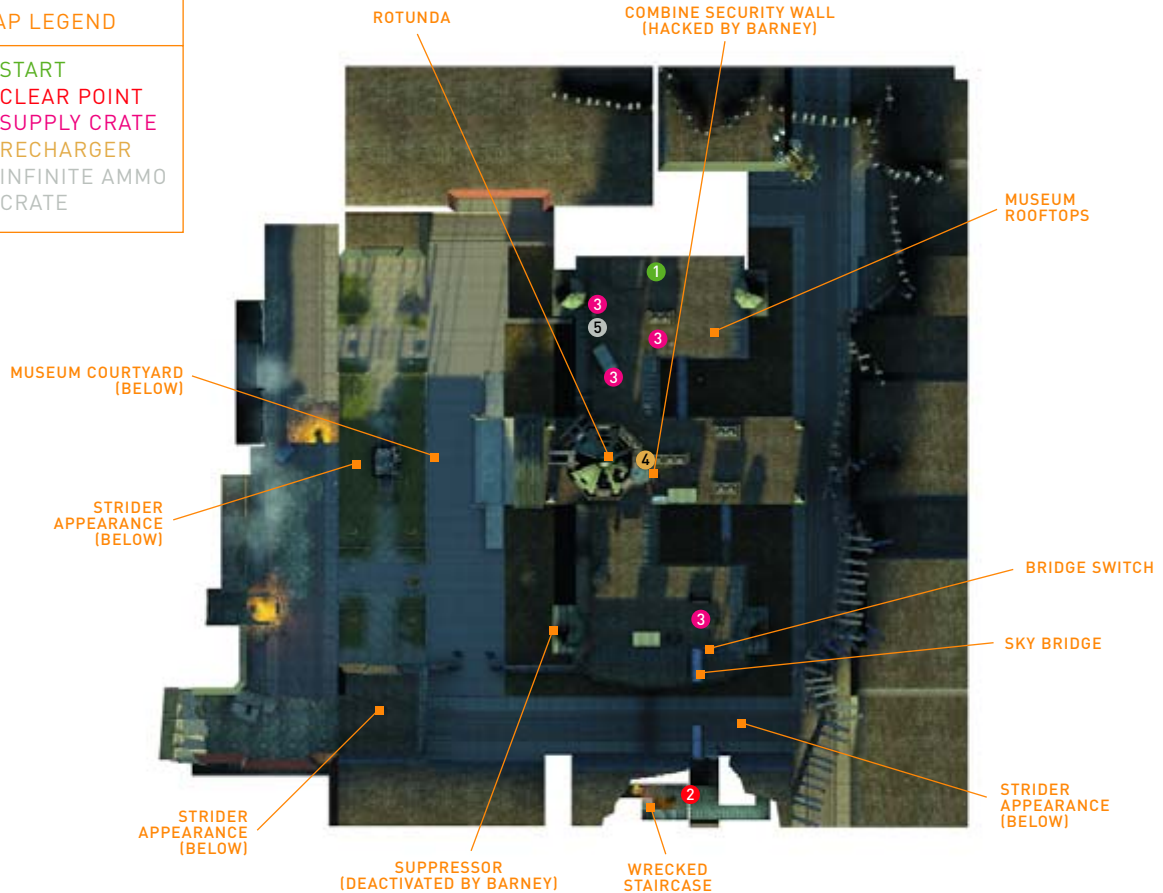 AP LEGEND
START
CLEAR POINT
SUPPLY CRATE
RECHARGER
INFINITE AMMO
CRATE
ROTUNDA
COMBINE SECURITY WALL
(HACKED BY BARNEY)
MUSEUM
ROOFTOPS
1
3
5
3
3
MUSEUM COURTYARD
(BELOW)
4
STRIDER
APPEARANCE
(BELOW)
BRIDGE SWITCH
3
SKY BRIDGE
2
STRIDER
APPEARANCE
(BELOW)
STRIDER
APPEARANCE
(BELOW)
SUPPRESSOR
(DEACTIVATED BY BARNEY)
WRECKED
STAIRCASE